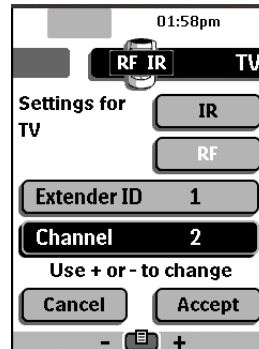 01:58pm
RF IR TV
Settings for
TV
IR
RF
Extender ID 1
Channel 2
Use + or - to change
Cancel Accept
- +